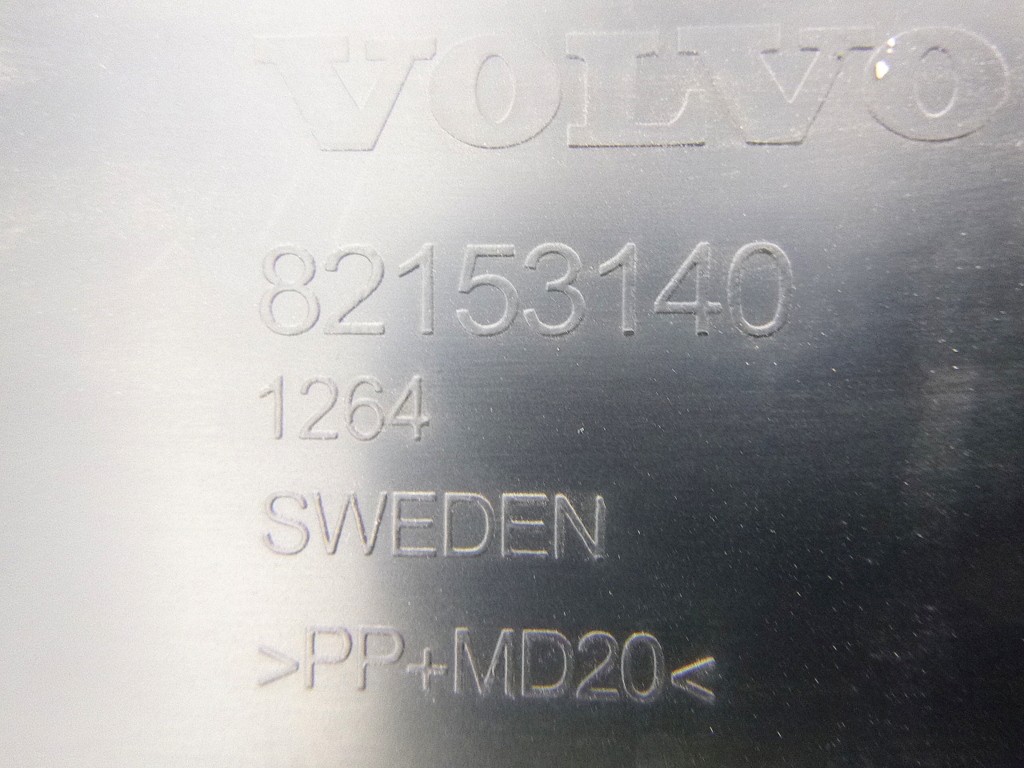 VOLVO
82153140
1264
SWEDEN
>PP+MD20<